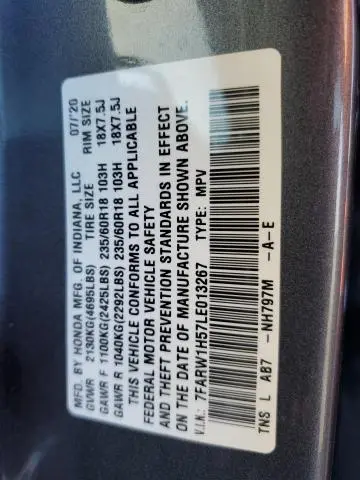 MFD. BY HONDA MFG. OF INDIANA, LLC 07/'20
GVWR 2130KG(4695LBS) TIRE SIZE RIM SIZE
GAWR F 1100KG(2425LBS) 235/60R18 103H 18X7.5J
GAWR R 1040KG(2292LBS) 235/60R18 103H 18X7.5J
THIS VEHICLE CONFORMS TO ALL APPLICABLE
FEDERAL MOTOR VEHICLE SAFETY
AND THEFT PREVENTION STANDARDS IN EFFECT
ON THE DATE OF MANUFACTURE SHOWN ABOVE.
V.I.N.: 7FARW1H57LE013267 TYPE: MPV
TNS L AB7 -NH797M -A-E